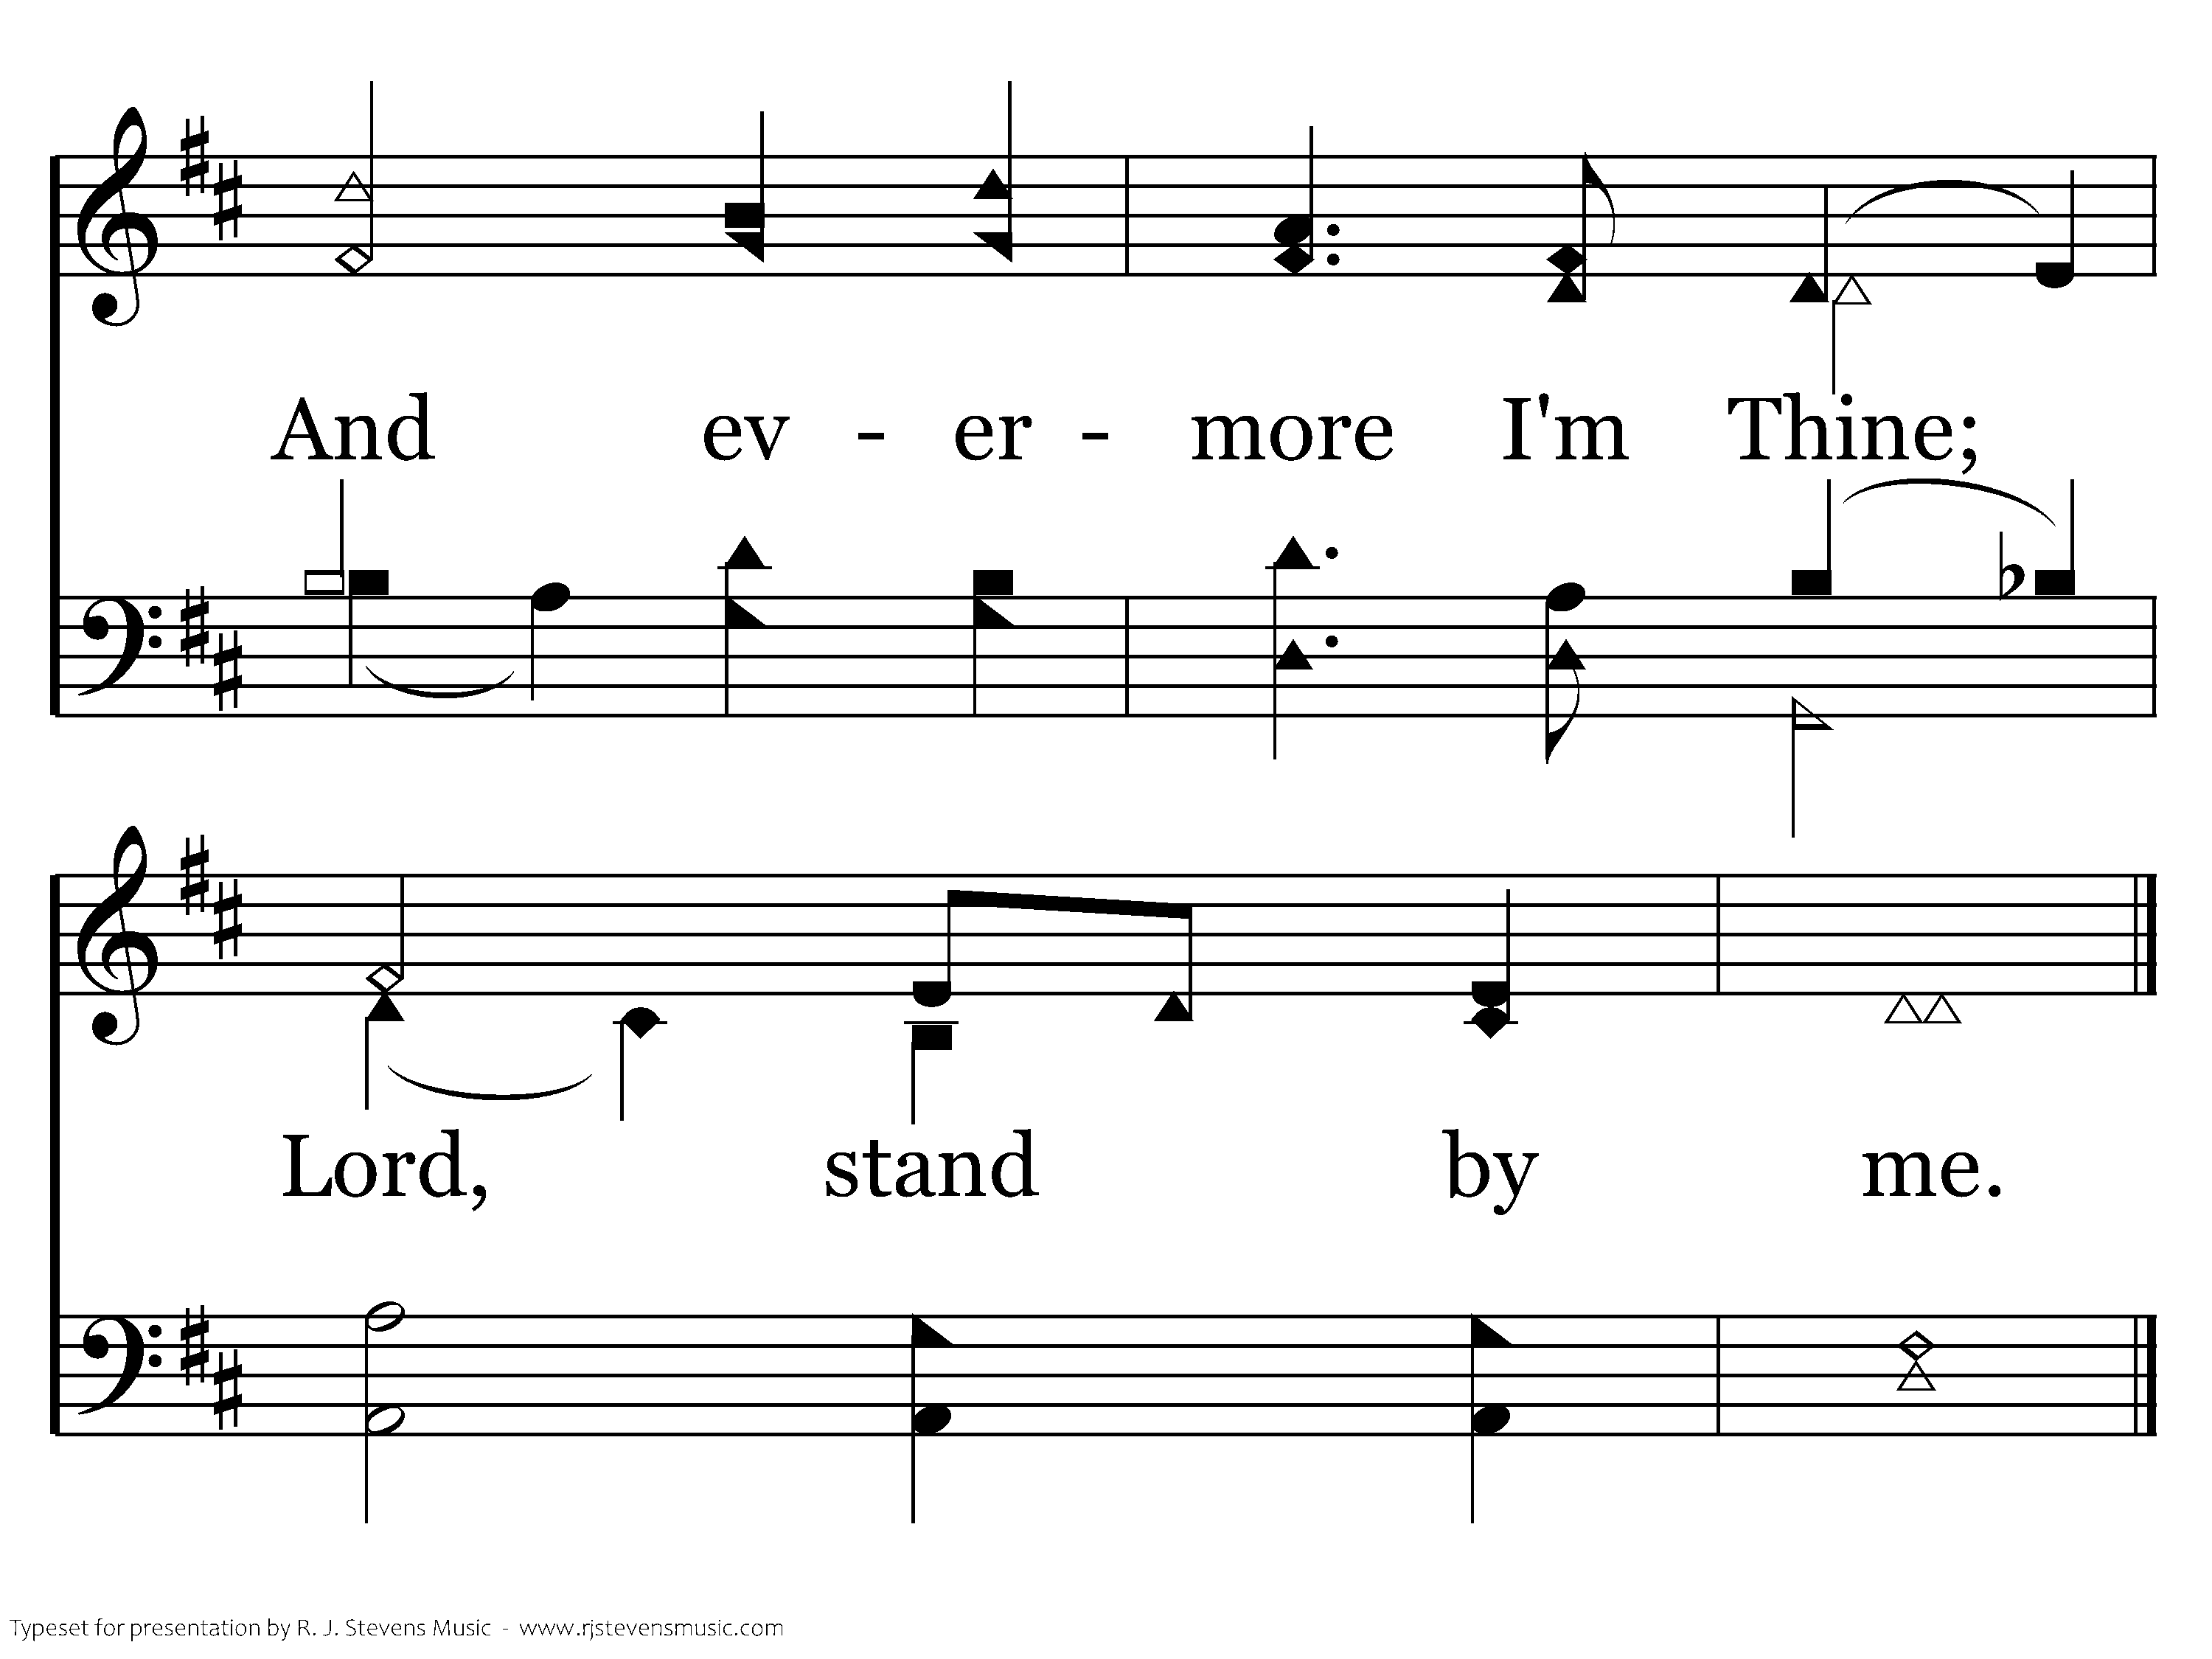 And ev - er - more I'm Thine;
Lord, stand by me.
Typeset for presentation by R. J. Stevens Music - www.rjstevensmusic.com